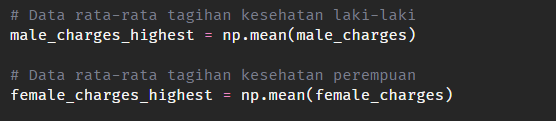 # Data rata-rata tagihan kesehatan laki-laki
male_charges_highest = np.mean(male_charges)
# Data rata-rata tagihan kesehatan perempuan
female_charges_highest = np.mean(female_charges)